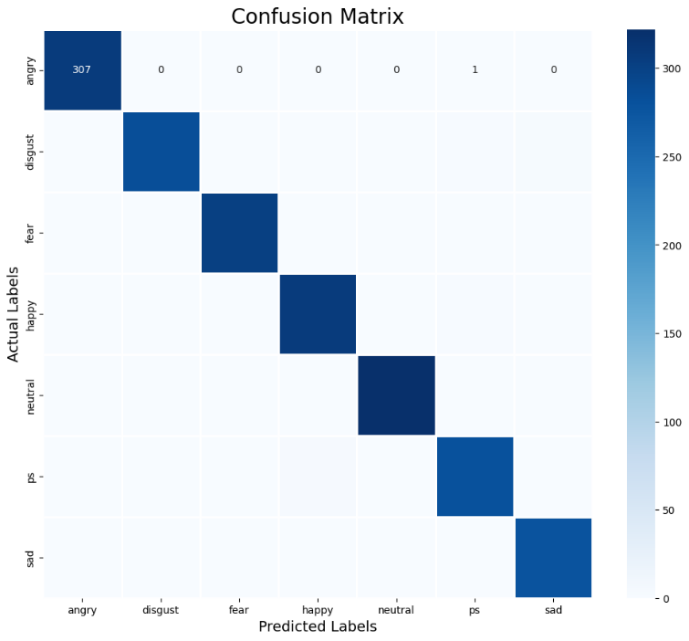 Confusion Matrix
angry 307 0 0 0 0 1 0
disgust
fear
happy
neutral
ps
sad
Actual Labels
angry disgust fear happy neutral ps sad
Predicted Labels
300
250
200
150
100
50
0